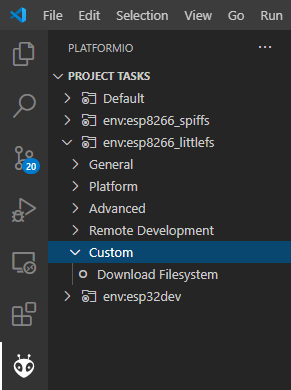 File Edit Selection View Go Run
PLATFORMIO
PROJECT TASKS
Default
env:esp8266_spiffs
env:esp8266_littlefs
General
Platform
20
Advanced
Remote Development
Custom
Download Filesystem
env:esp32dev